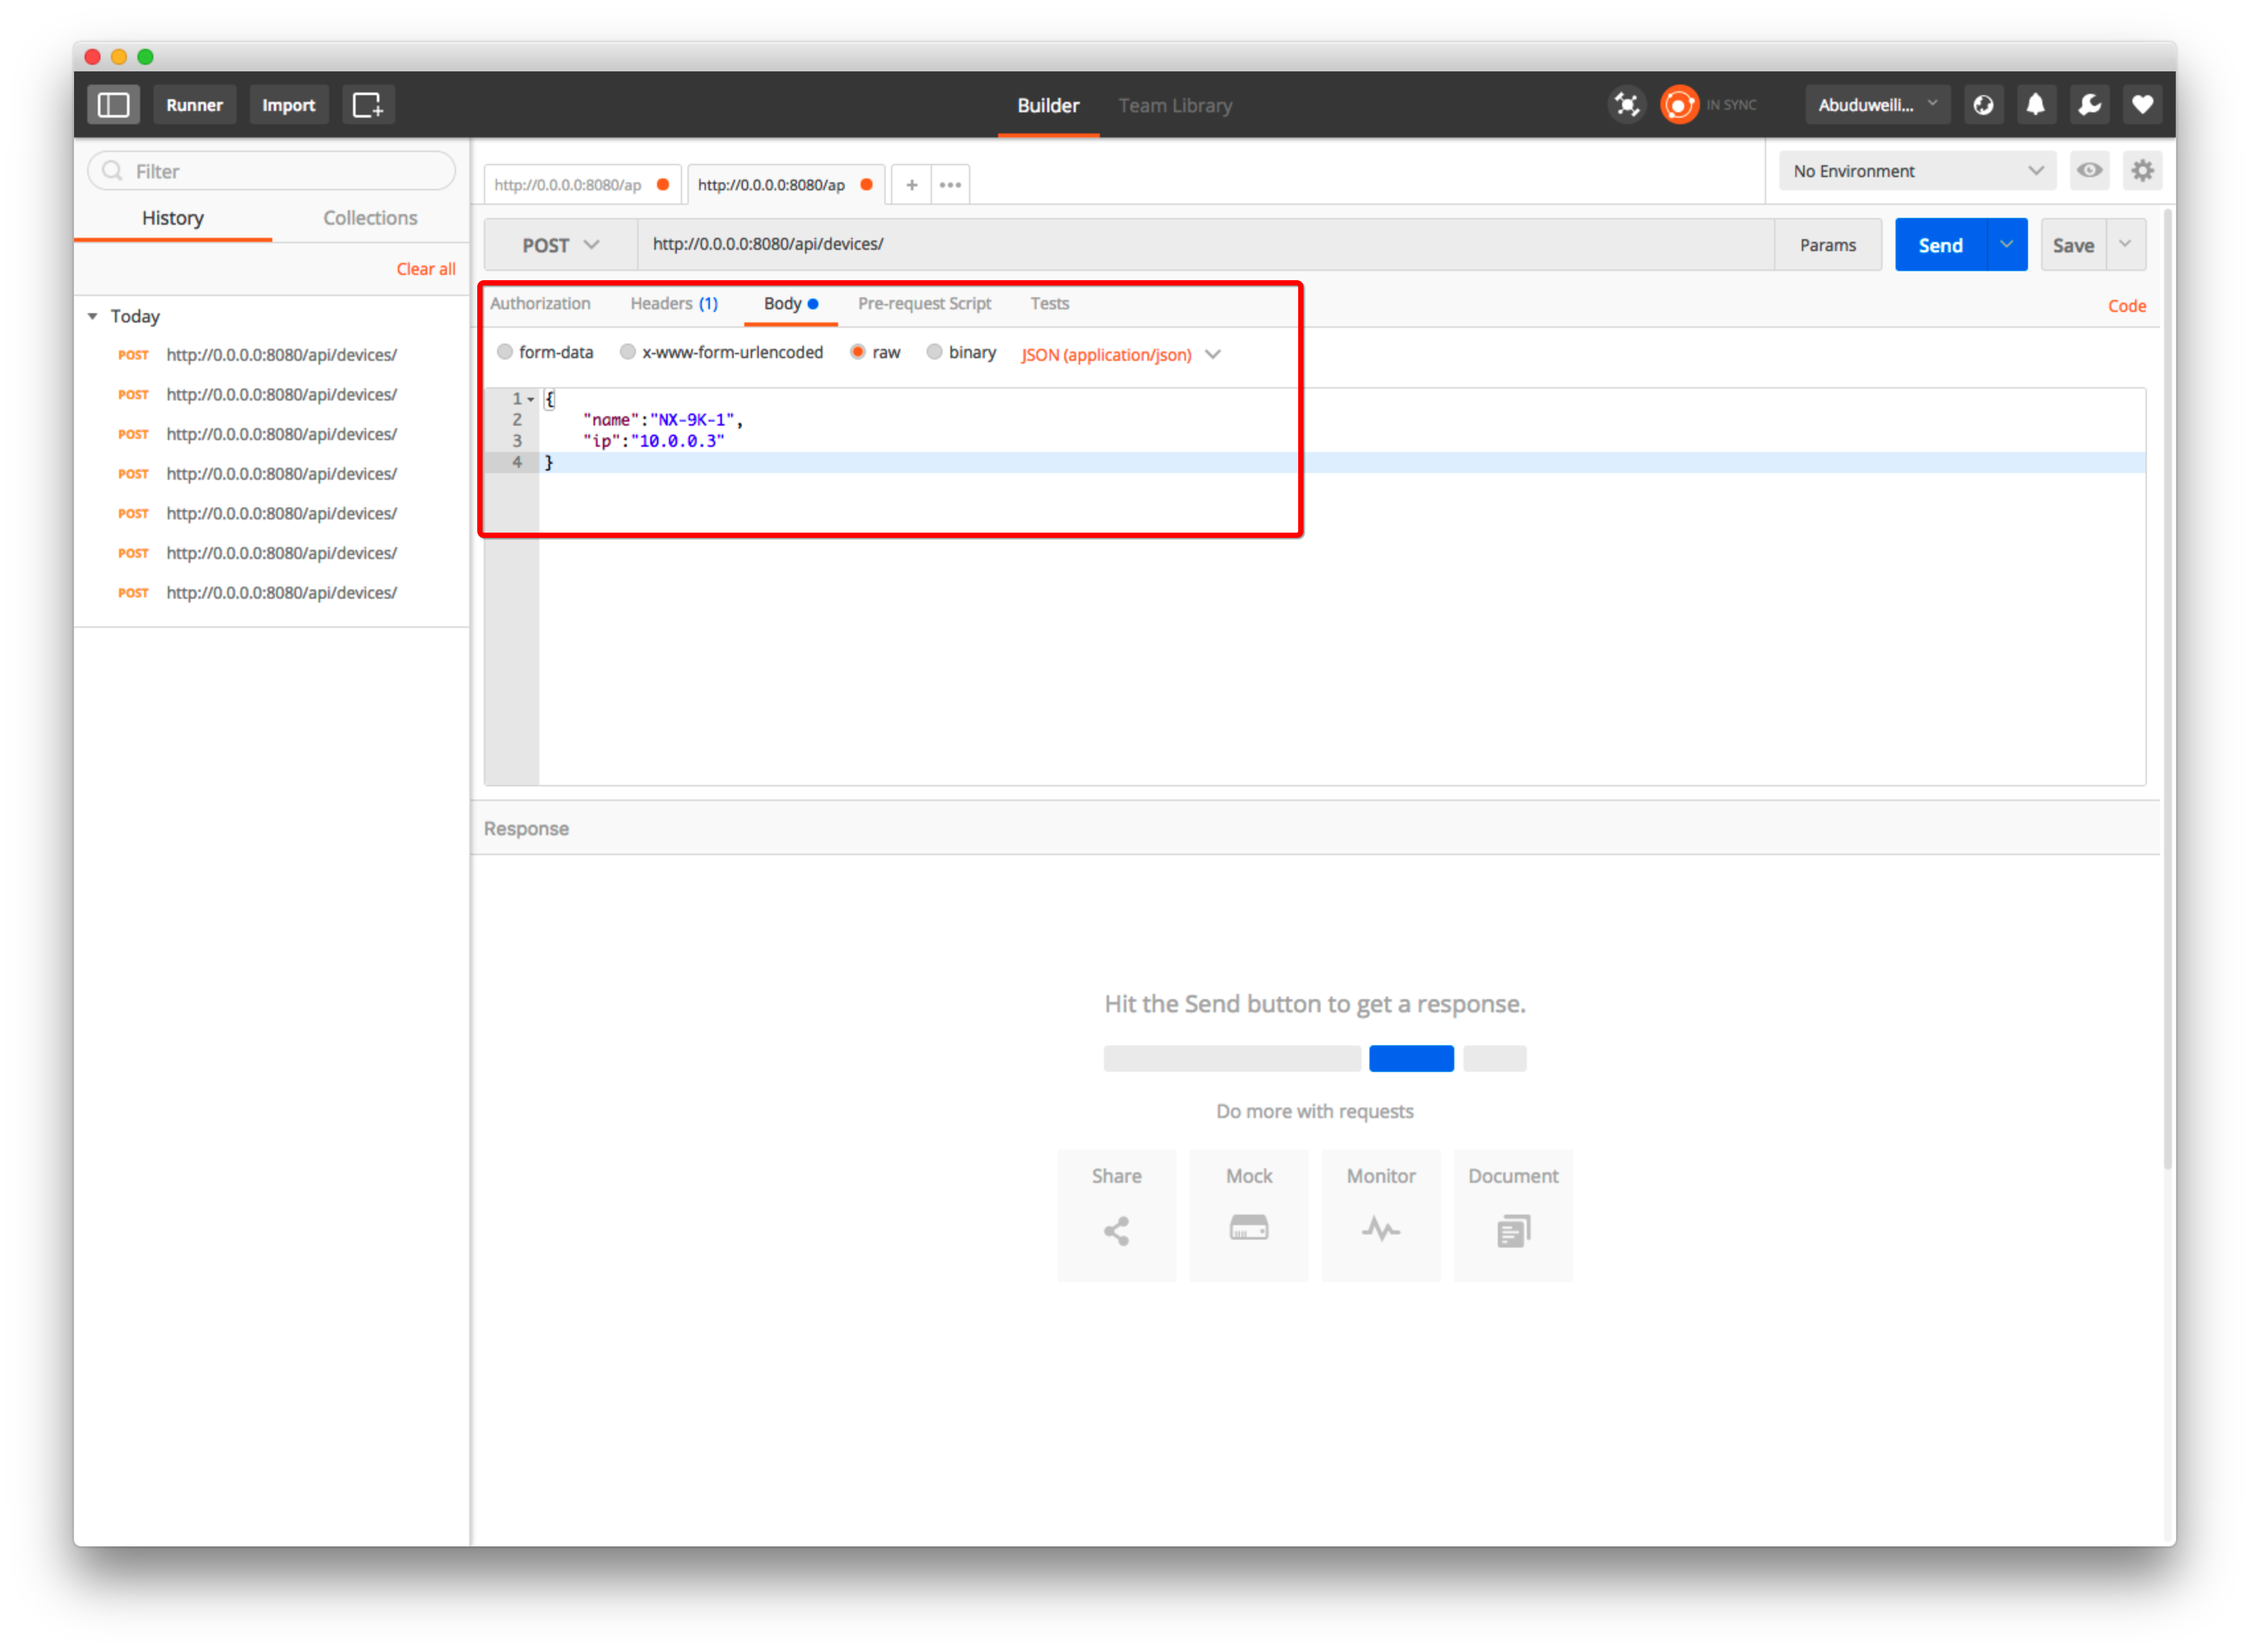 Runner
Import
Builder
Team Library
IN SYNC
Abuduweili...
Filter
History
Collections
Clear all
Today
POST http://0.0.0.0:8080/api/devices/
POST http://0.0.0.0:8080/api/devices/
POST http://0.0.0.0:8080/api/devices/
POST http://0.0.0.0:8080/api/devices/
POST http://0.0.0.0:8080/api/devices/
POST http://0.0.0.0:8080/api/devices/
POST http://0.0.0.0:8080/api/devices/
http://0.0.0.0:8080/ap
http://0.0.0.0:8080/ap
No Environment
POST
http://0.0.0.0:8080/api/devices/
Params
Send
Save
Authorization
Headers (1)
Body
Pre-request Script
Tests
Code
form-data
x-www-form-urlencoded
raw
binary
JSON (application/json)
1 {
2 "name":"NX-9K-1",
3 "ip":"10.0.0.3"
4 }
Response
Hit the Send button to get a response.
Do more with requests
Share
Mock
Monitor
Document